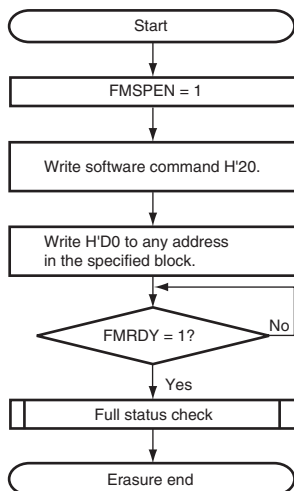 Start
FMSPEN = 1
Write software command H'20.
Write H'D0 to any address
in the specified block.
FMRDY = 1?
No
Yes
Full status check
Erasure end